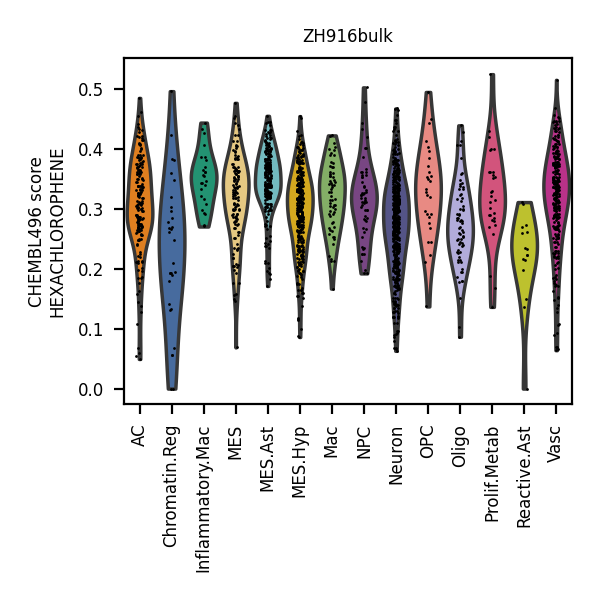 ZH916bulk
CHEMBL496 score
HEXACHLOROPHENE
0.5
0.4
0.3
0.2
0.1
0.0
AC
Chromatin.Reg
Inflammatory.Mac
MES
MES.Ast
MES.Hyp
Mac
NPC
Neuron
OPC
Oligo
Prolif.Metab
Reactive.Ast
Vasc